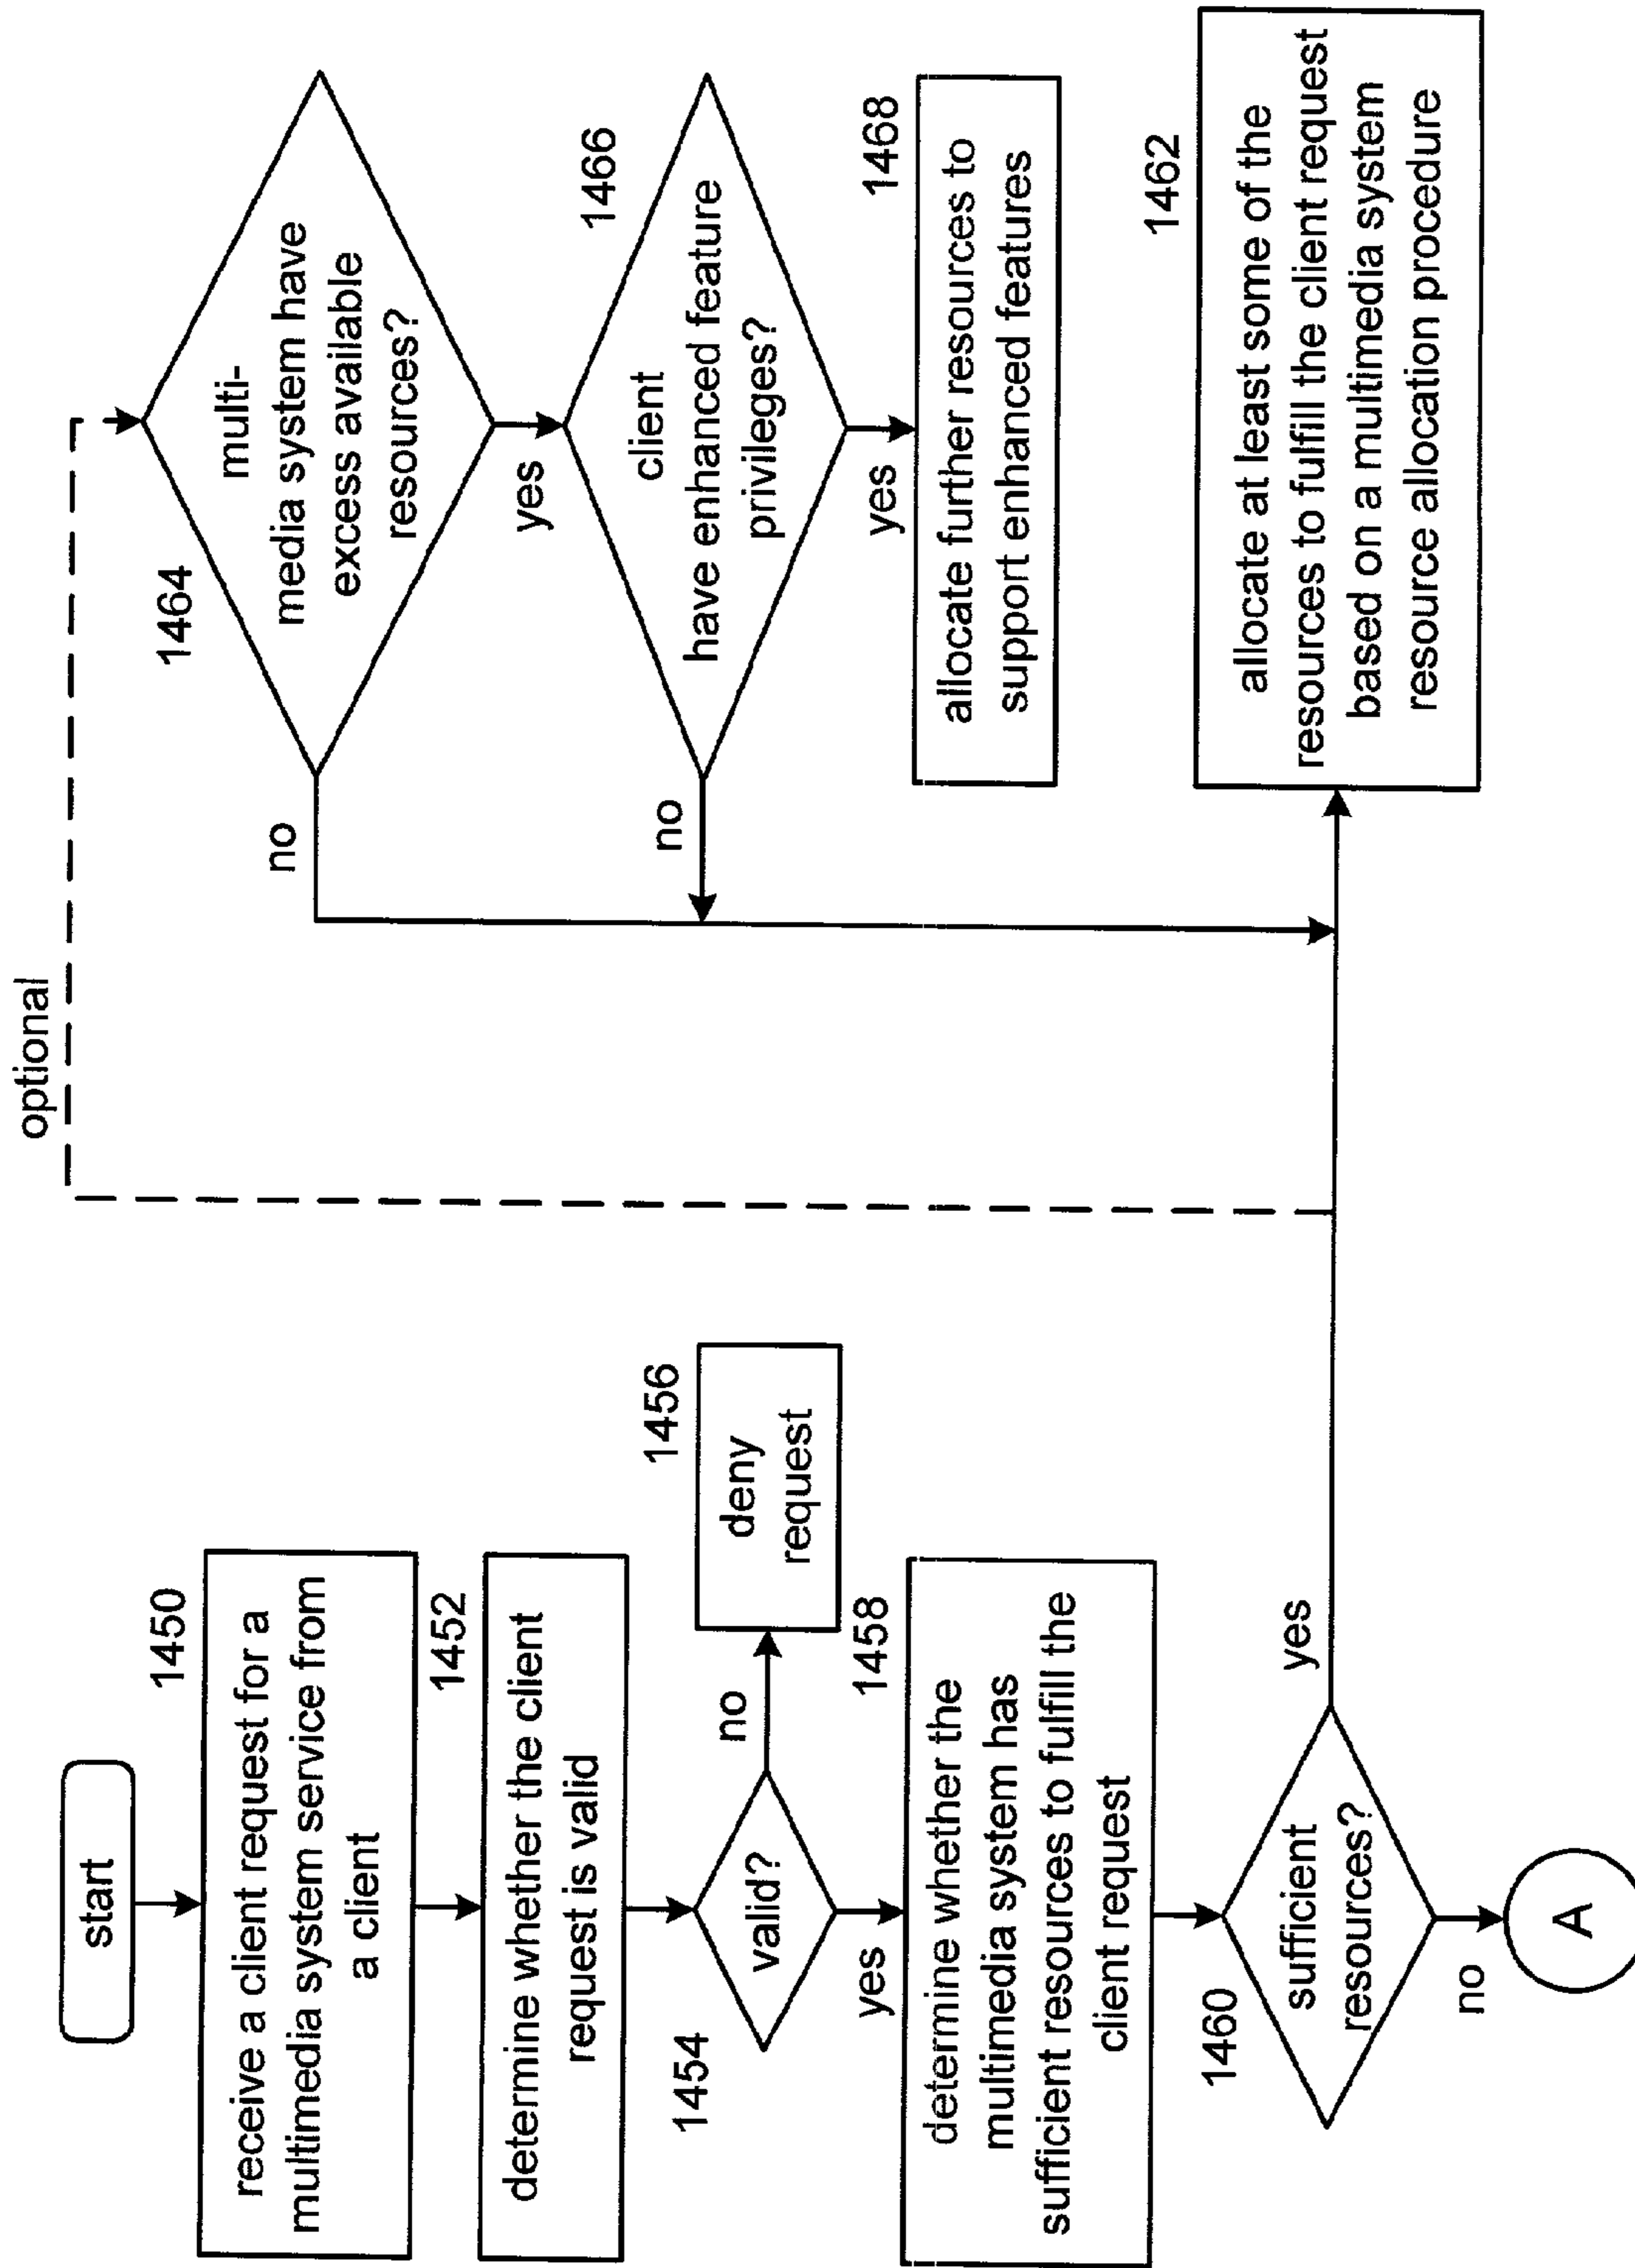 start
1450
receive a client request for a
multimedia system service from
a client
1452
determine whether the client
request is valid
1454
valid?
no
1456
deny
request
yes
1458
determine whether the
multimedia system has
sufficient resources to fulfill the
client request
1460
sufficient
resources?
yes
no
A
optional
1464
multi-
media system have
excess available
resources?
no
yes
1466
client
have enhanced feature
privileges?
no
yes
1468
allocate further resources to
support enhanced features
1462
allocate at least some of the
resources to fulfill the client request
based on a multimedia system
resource allocation procedure